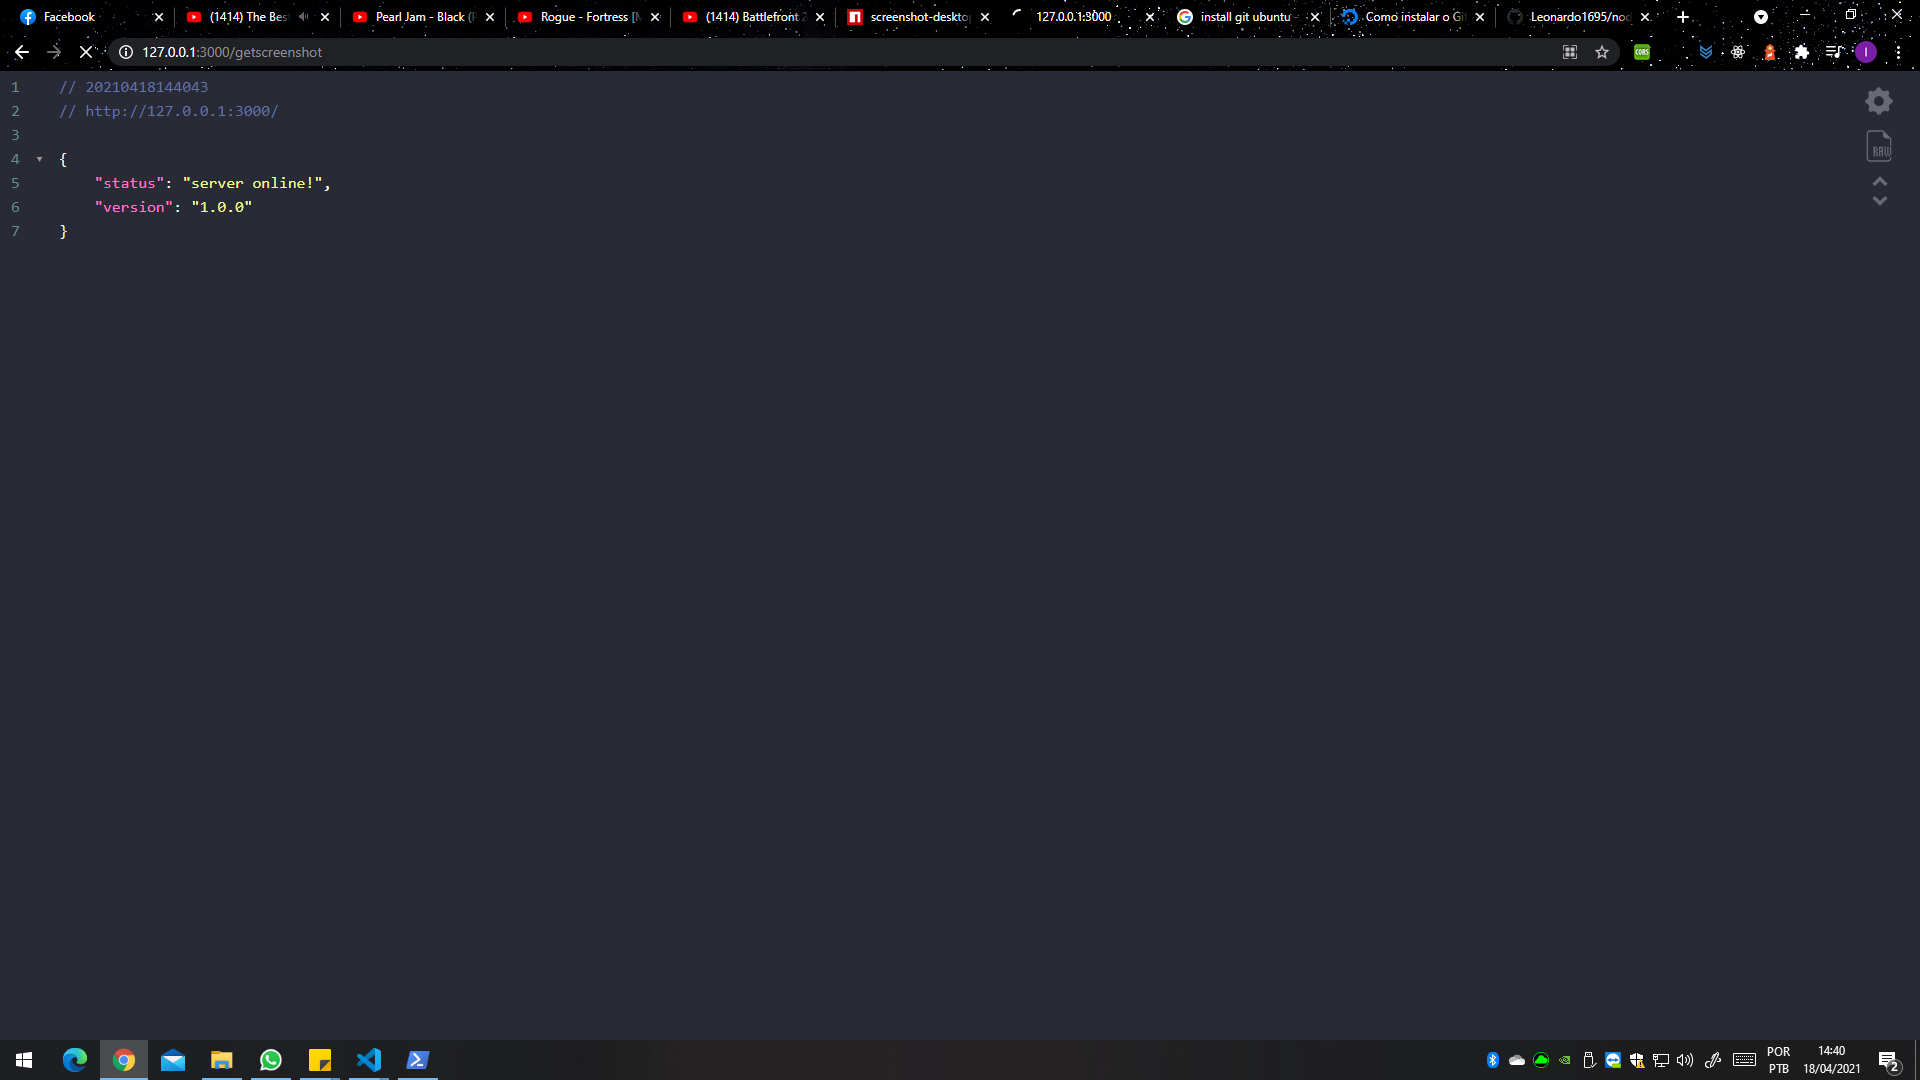 Facebook
(1414) The Bes
Pearl Jam - Black (
Rogue - Fortress [
(1414) Battlefront 2
screenshot-deskto
127.0.0.1:3000
install git ubuntu -
Como instalar o Gi
Leonardo1695/nod
127.0.0.1:3000/getscreenshot
CORS
I
1 // 20210418144043
2 // http://127.0.0.1:3000/
3
4 {
5 "status": "server online!",
6 "version": "1.0.0"
7 }
RAW
POR
PTB
14:40
18/04/2021
2